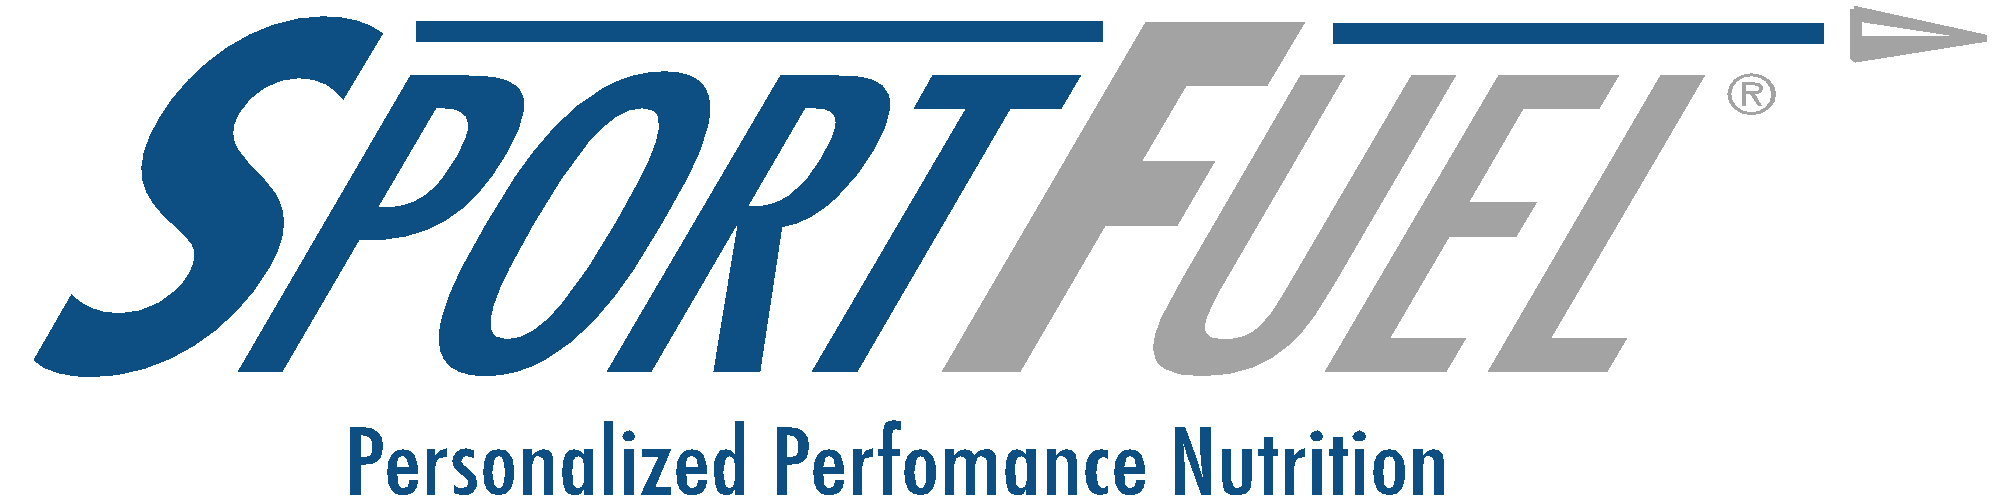 SPORTFUEL®
Personalized Perfomance Nutrition